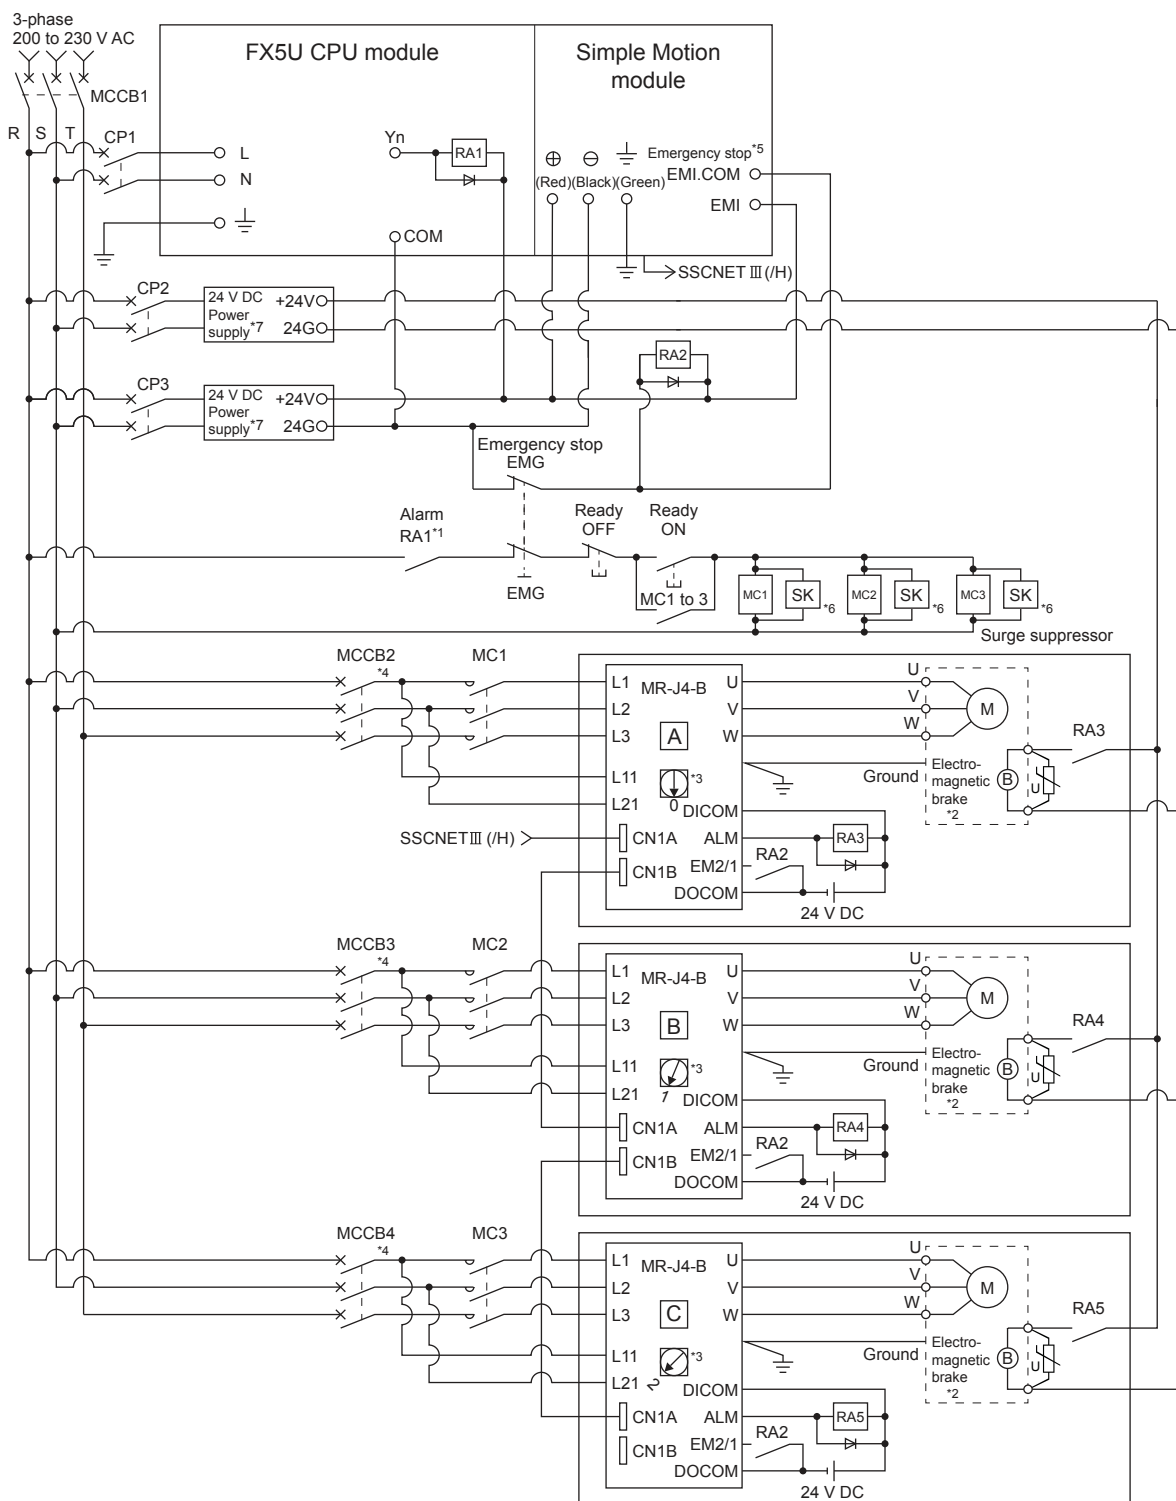 3-phase
200 to 230 V AC
MCCB1
R S T
CP1
FX5U CPU module
Simple Motion
module
L
N
Yn
RA1
COM
(Red) (Black) (Green)
Emergency stop*5
EMI.COM
EMI
SSCNET III (/H)
CP2
24 V DC
Power
supply*7
+24V
24G
CP3
24 V DC
Power
supply*7
+24V
24G
RA2
Emergency stop
EMG
Alarm
RA1*1
Ready
OFF
Ready
ON
EMG
MC1 to 3
MC1
SK
*6
MC2
SK
*6
MC3
SK
*6
Surge suppressor
MCCB2
*4
MC1
L1
L2
L3
L11
L21
CN1A
CN1B
MR-J4-B
A
*3
0
U
V
W
DICOM
ALM
EM2/1
DOCOM
U
V
W
M
Ground
Electro-
magnetic
brake
*2
B
U
RA3
RA3
RA2
24 V DC
SSCNET III (/H)
MCCB3
*4
MC2
L1
L2
L3
L11
L21
CN1A
CN1B
MR-J4-B
B
*3
1
U
V
W
DICOM
ALM
EM2/1
DOCOM
U
V
W
M
Ground
Electro-
magnetic
brake
*2
B
U
RA4
RA4
RA2
24 V DC
MCCB4
*4
MC3
L1
L2
L3
L11
L21
CN1A
CN1B
MR-J4-B
C
*3
2
U
V
W
DICOM
ALM
EM2/1
DOCOM
U
V
W
M
Ground
Electro-
magnetic
brake
*2
B
U
RA5
RA5
RA2
24 V DC